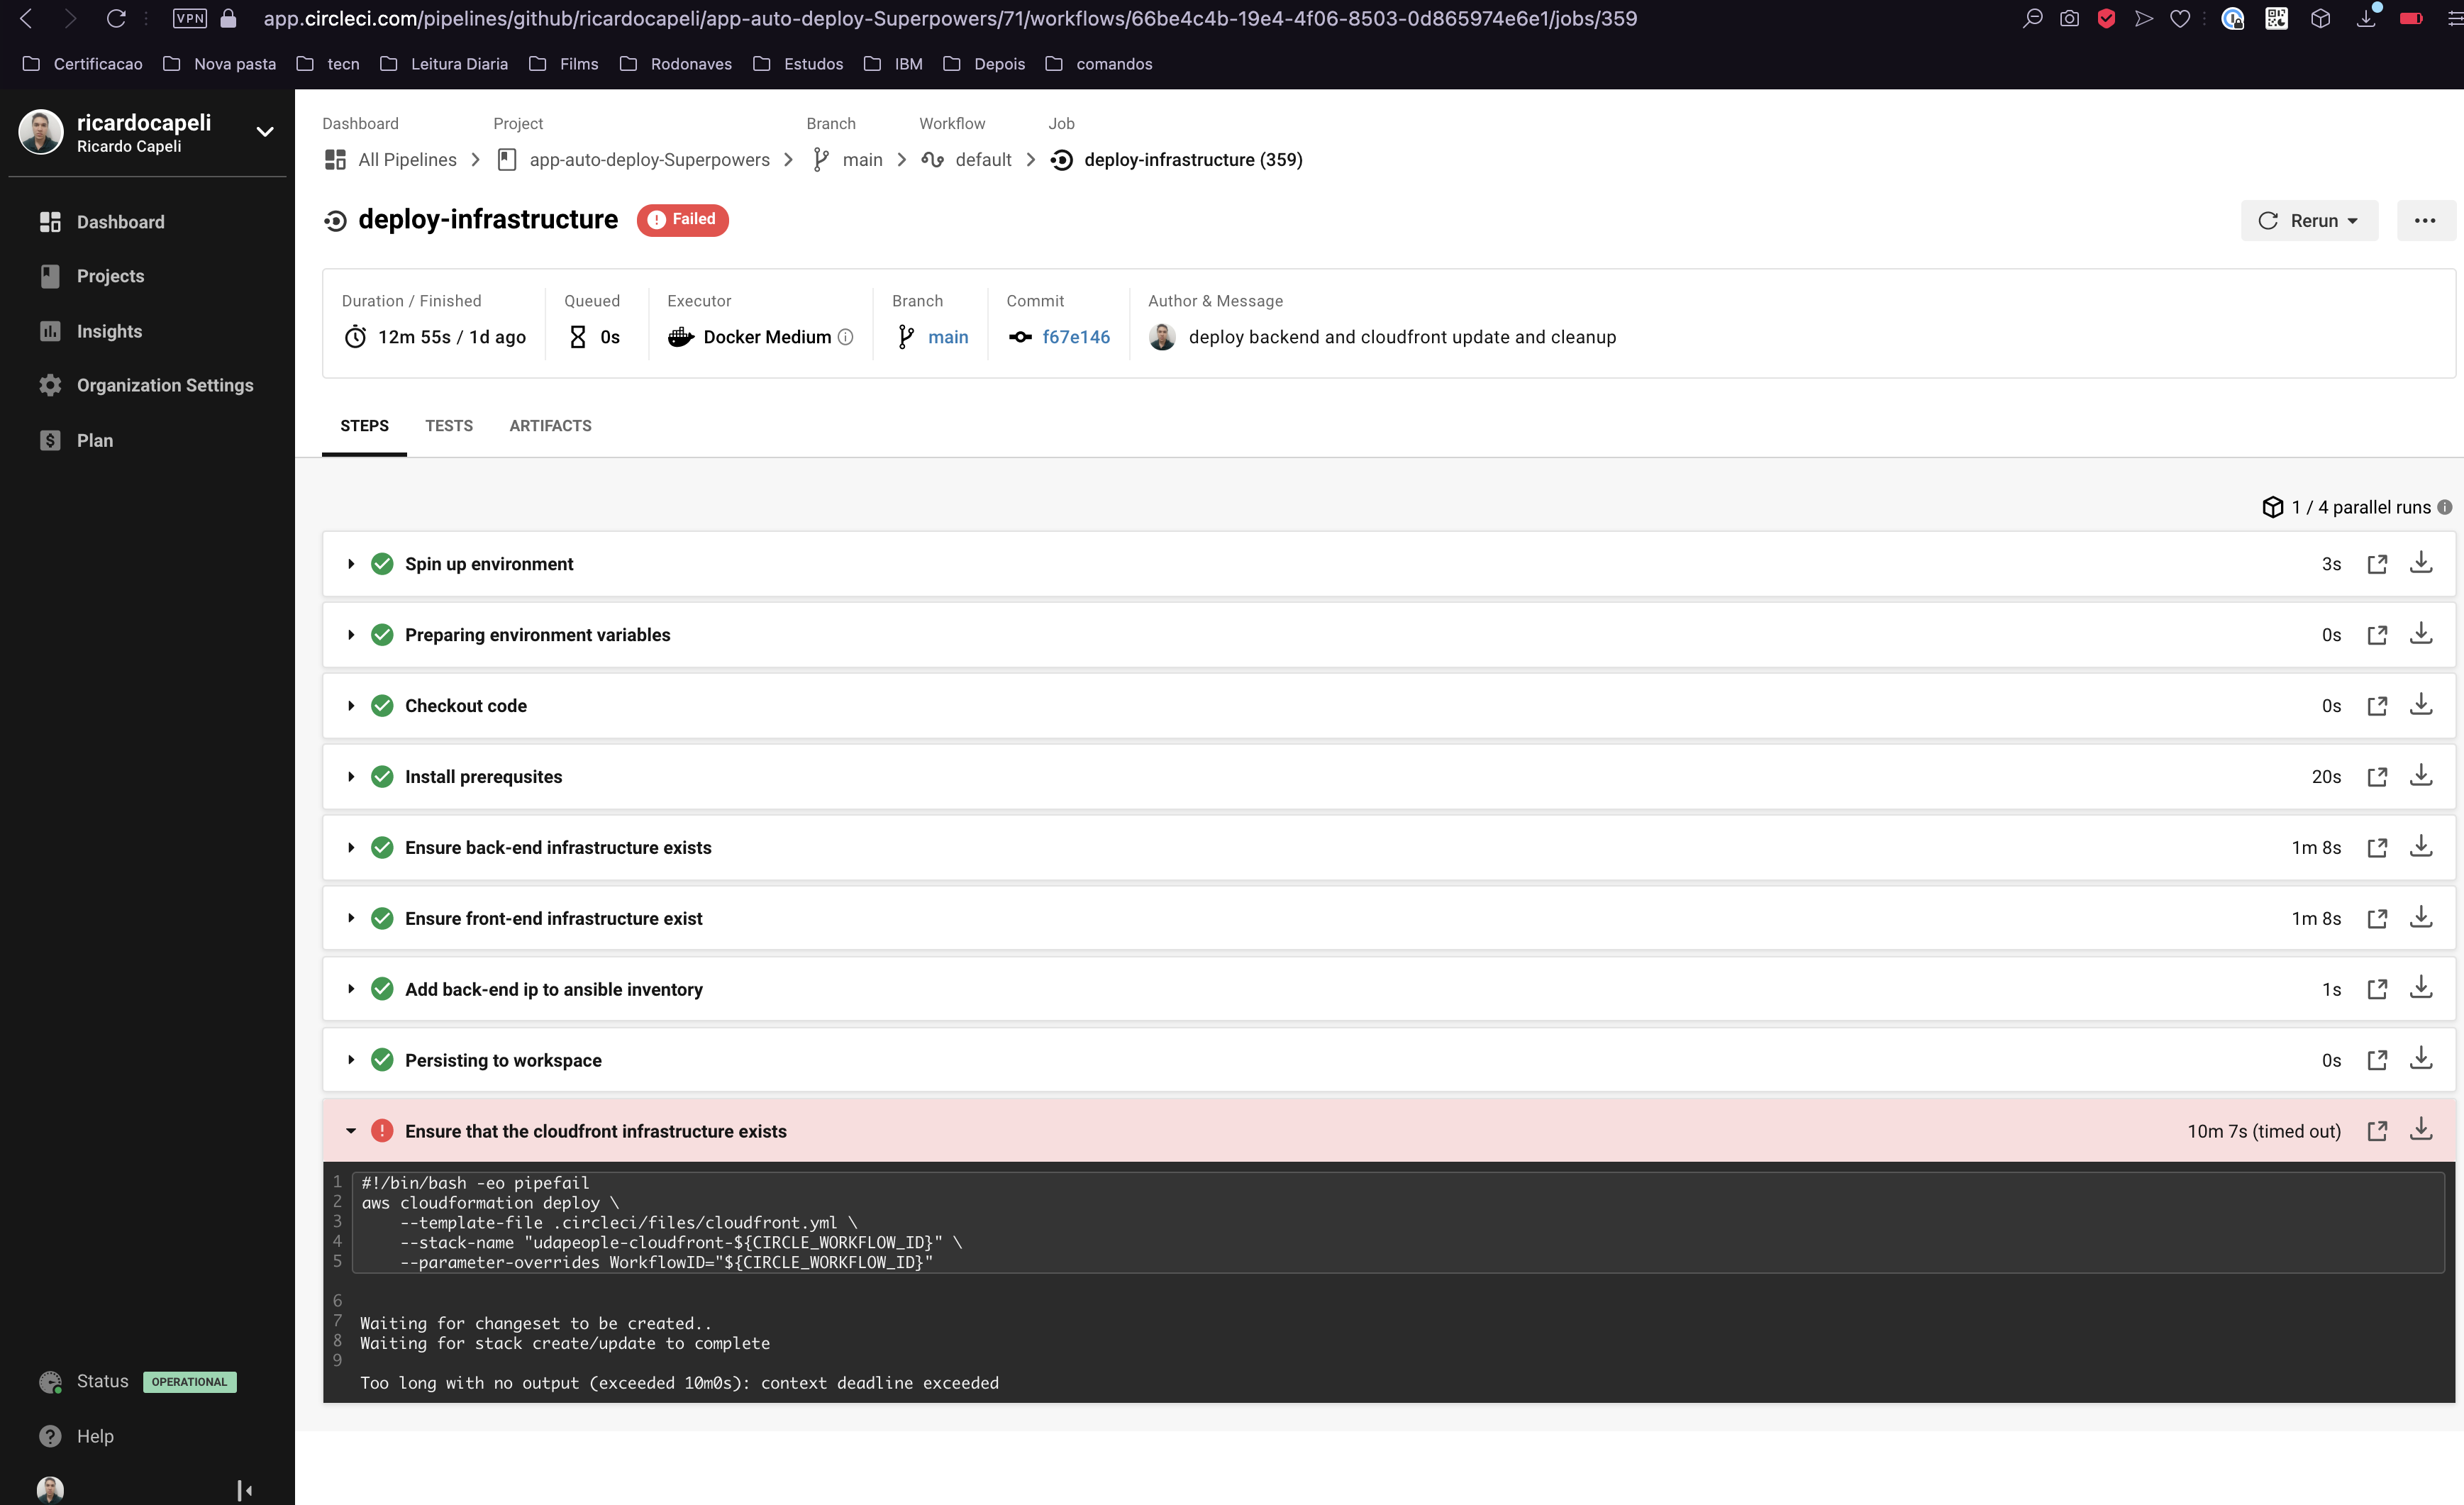 VPN
app.circleci.com/pipelines/github/ricardocapeli/app-auto-deploy-Superpowers/71/workflows/66be4c4b-19e4-4f06-8503-0d865974e6e1/jobs/359
Certificacao Nova pasta tecn Leitura Diaria Films Rodonaves Estudos IBM Depois comandos
ricardocapeli
Ricardo Capeli
Dashboard
Projects
Insights
Organization Settings
Plan
Status OPERATIONAL
Help
Dashboard Project Branch Workflow Job
All Pipelines app-auto-deploy-Superpowers main default deploy-infrastructure (359)
deploy-infrastructure Failed
Rerun
Duration / Finished Queued Executor Branch Commit Author & Message
12m 55s / 1d ago 0s Docker Medium main f67e146 deploy backend and cloudfront update and cleanup
STEPS TESTS ARTIFACTS
1 / 4 parallel runs
Spin up environment 3s
Preparing environment variables 0s
Checkout code 0s
Install prerequsites 20s
Ensure back-end infrastructure exists 1m 8s
Ensure front-end infrastructure exist 1m 8s
Add back-end ip to ansible inventory 1s
Persisting to workspace 0s
Ensure that the cloudfront infrastructure exists 10m 7s (timed out)
1 #!/bin/bash -eo pipefail
2 aws cloudformation deploy \
3 --template-file .circleci/files/cloudfront.yml \
4 --stack-name "udapeople-cloudfront-${CIRCLE_WORKFLOW_ID}" \
5 --parameter-overrides WorkflowID="${CIRCLE_WORKFLOW_ID}"
6
7 Waiting for changeset to be created..
8 Waiting for stack create/update to complete
9
Too long with no output (exceeded 10m0s): context deadline exceeded